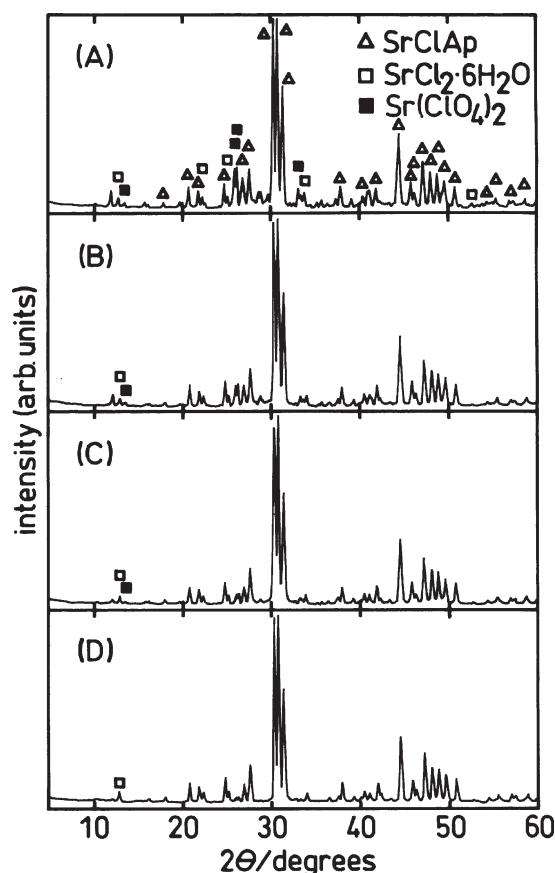 (A)
△ SrClAp
□ SrCl₂·6H₂O
■ Sr(ClO₄)₂
(B)
(C)
(D)
intensity (arb. units)
10 20 30 40 50 60
2Θ/degrees